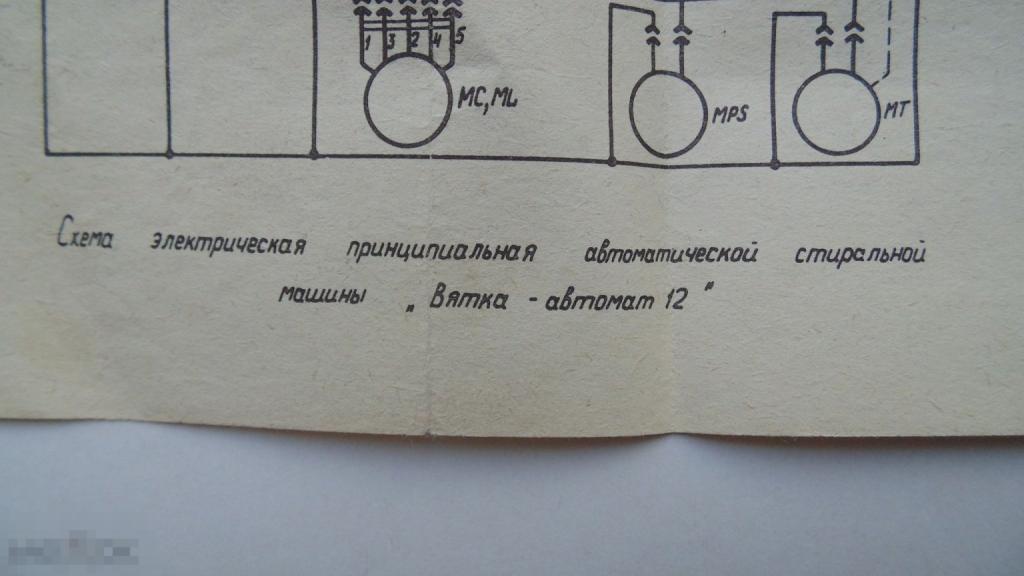 1 3 2 4 5
MC, ML
MPS
MT
Схема электрическая принципиальная автоматической стиральной
машины „Вятка - автомат 12"